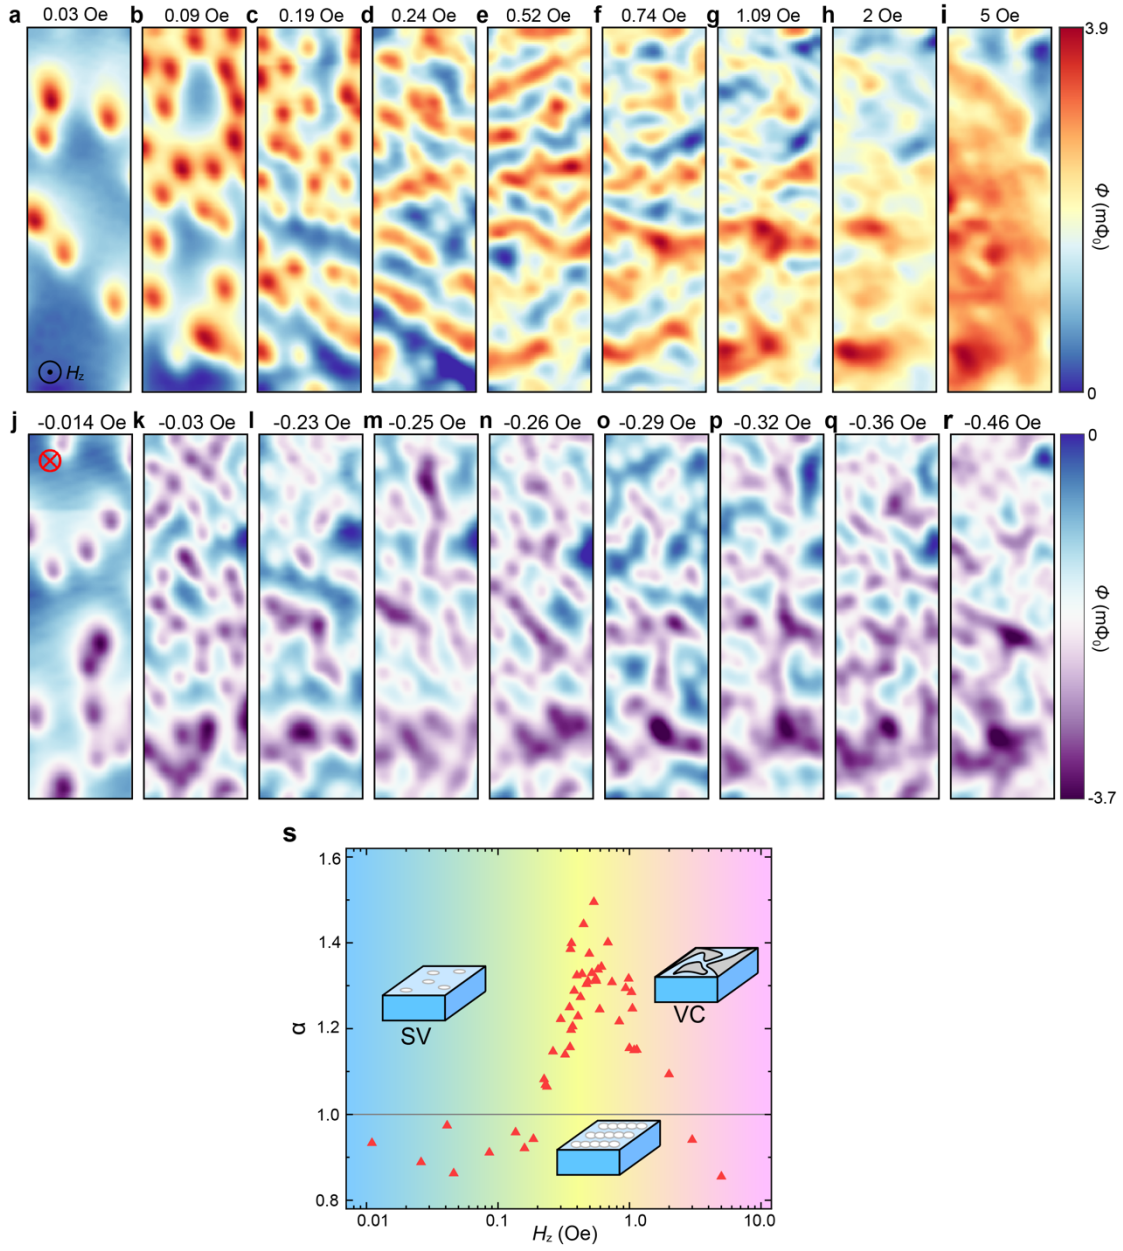 a 0.03 Oe b 0.09 Oe c 0.19 Oe d 0.24 Oe e 0.52 Oe f 0.74 Oe g 1.09 Oe h 2 Oe i 5 Oe
3.9
Φ (mΦ₀)
0
Hz
j -0.014 Oe k -0.03 Oe l -0.23 Oe m -0.25 Oe n -0.26 Oe o -0.29 Oe p -0.32 Oe q -0.36 Oe r -0.46 Oe
0
Φ (mΦ₀)
-3.7
s
1.6
1.4
1.2
1.0
0.8
α
SV
VC
0.01 0.1 1.0 10.0
Hz (Oe)